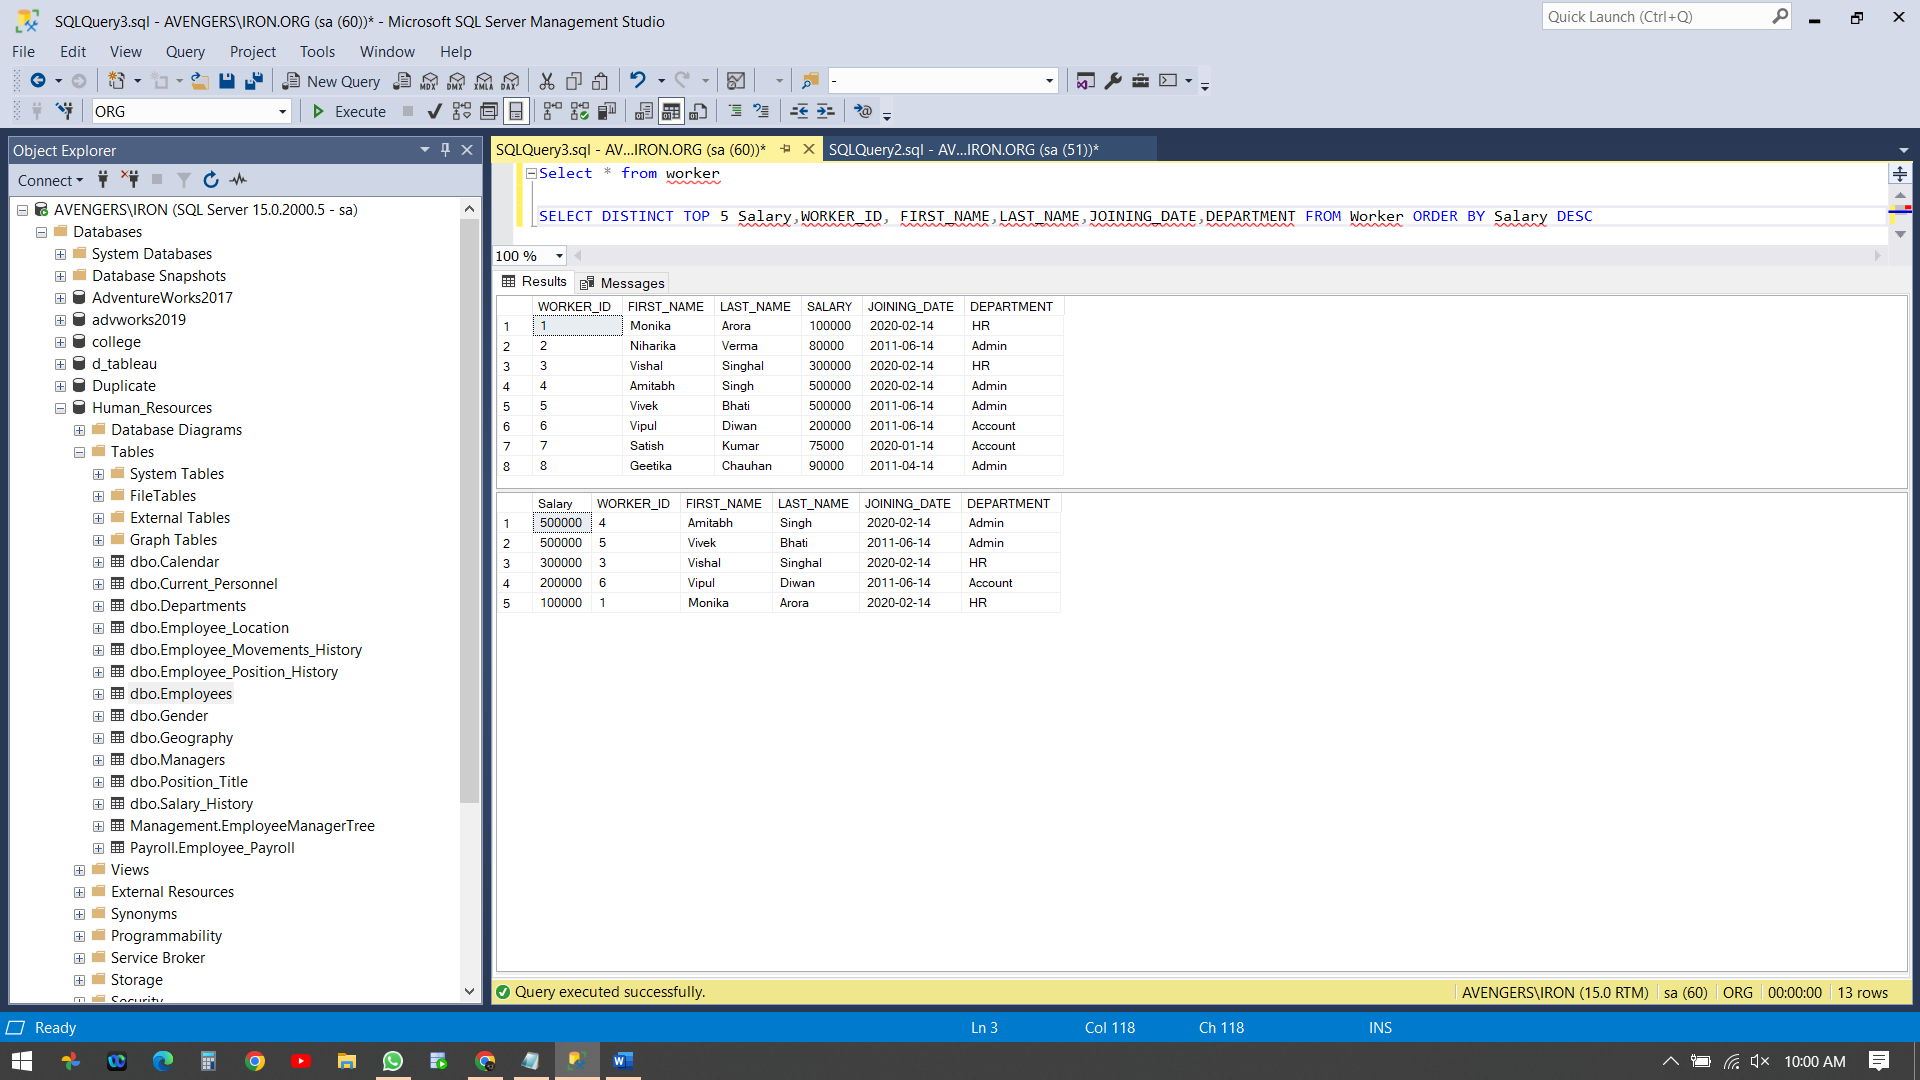 SQLQuery3.sql - AVENGERS\IRON.ORG (sa (60))* - Microsoft SQL Server Management Studio
Quick Launch (Ctrl+Q)
File Edit View Query Project Tools Window Help
New Query MDX DMX XMLA DAX -
ORG Execute
Object Explorer
SQLQuery3.sql - AV...IRON.ORG (sa (60))* SQLQuery2.sql - AV...IRON.ORG (sa (51))*
Connect
AVENGERS\IRON (SQL Server 15.0.2000.5 - sa)
Databases
System Databases
Database Snapshots
AdventureWorks2017
advworks2019
college
d_tableau
Duplicate
Human_Resources
Database Diagrams
Tables
System Tables
FileTables
External Tables
Graph Tables
dbo.Calendar
dbo.Current_Personnel
dbo.Departments
dbo.Employee_Location
dbo.Employee_Movements_History
dbo.Employee_Position_History
dbo.Employees
dbo.Gender
dbo.Geography
dbo.Managers
dbo.Position_Title
dbo.Salary_History
Management.EmployeeManagerTree
Payroll.Employee_Payroll
Views
External Resources
Synonyms
Programmability
Service Broker
Storage
Security
Select * from worker
SELECT DISTINCT TOP 5 Salary,WORKER_ID, FIRST_NAME,LAST_NAME,JOINING_DATE,DEPARTMENT FROM Worker ORDER BY Salary DESC
100 %
Results Messages
WORKER_ID FIRST_NAME LAST_NAME SALARY JOINING_DATE DEPARTMENT
1 1 Monika Arora 100000 2020-02-14 HR
2 2 Niharika Verma 80000 2011-06-14 Admin
3 3 Vishal Singhal 300000 2020-02-14 HR
4 4 Amitabh Singh 500000 2020-02-14 Admin
5 5 Vivek Bhati 500000 2011-06-14 Admin
6 6 Vipul Diwan 200000 2011-06-14 Account
7 7 Satish Kumar 75000 2020-01-14 Account
8 8 Geetika Chauhan 90000 2011-04-14 Admin
Salary WORKER_ID FIRST_NAME LAST_NAME JOINING_DATE DEPARTMENT
1 500000 4 Amitabh Singh 2020-02-14 Admin
2 500000 5 Vivek Bhati 2011-06-14 Admin
3 300000 3 Vishal Singhal 2020-02-14 HR
4 200000 6 Vipul Diwan 2011-06-14 Account
5 100000 1 Monika Arora 2020-02-14 HR
Query executed successfully. AVENGERS\IRON (15.0 RTM) sa (60) ORG 00:00:00 13 rows
Ready Ln 3 Col 118 Ch 118 INS
10:00 AM